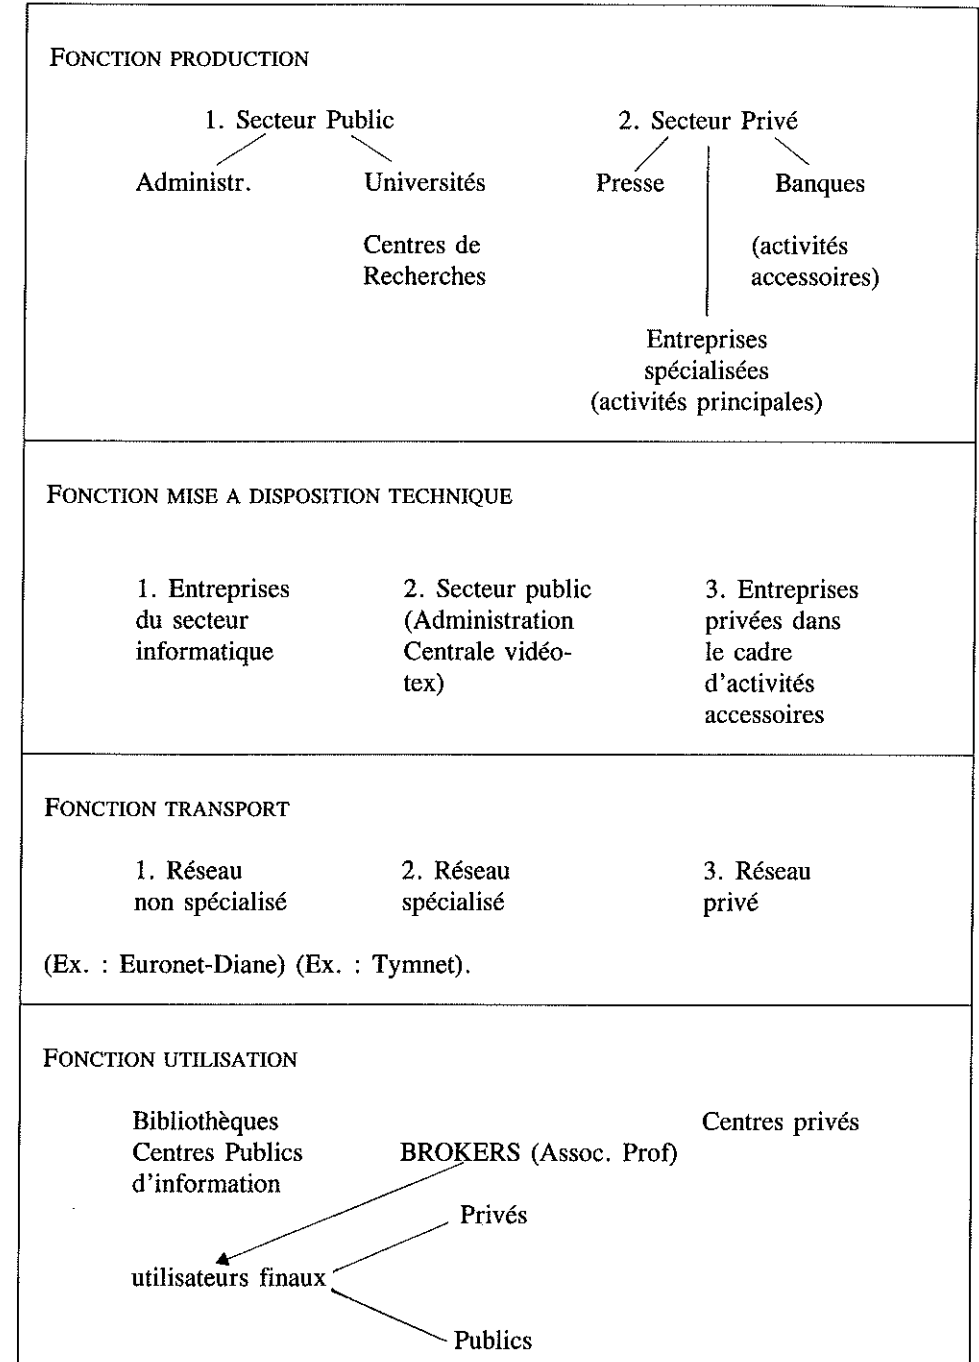 FONCTION PRODUCTION
1. Secteur Public
2. Secteur Privé
Administr.
Universités
Presse
Banques
Centres de
Recherches
(activités
accessoires)
Entreprises
spécialisées
(activités principales)
FONCTION MISE A DISPOSITION TECHNIQUE
1. Entreprises
du secteur
informatique
2. Secteur public
(Administration
Centrale vidéo-
tex)
3. Entreprises
privées dans
le cadre
d'activités
accessoires
FONCTION TRANSPORT
1. Réseau
non spécialisé
2. Réseau
spécialisé
3. Réseau
privé
(Ex. : Euronet-Diane) (Ex. : Tymnet).
FONCTION UTILISATION
Bibliothèques
Centres Publics
d'information
BROKERS (Assoc. Prof)
Centres privés
Privés
utilisateurs finaux
Publics